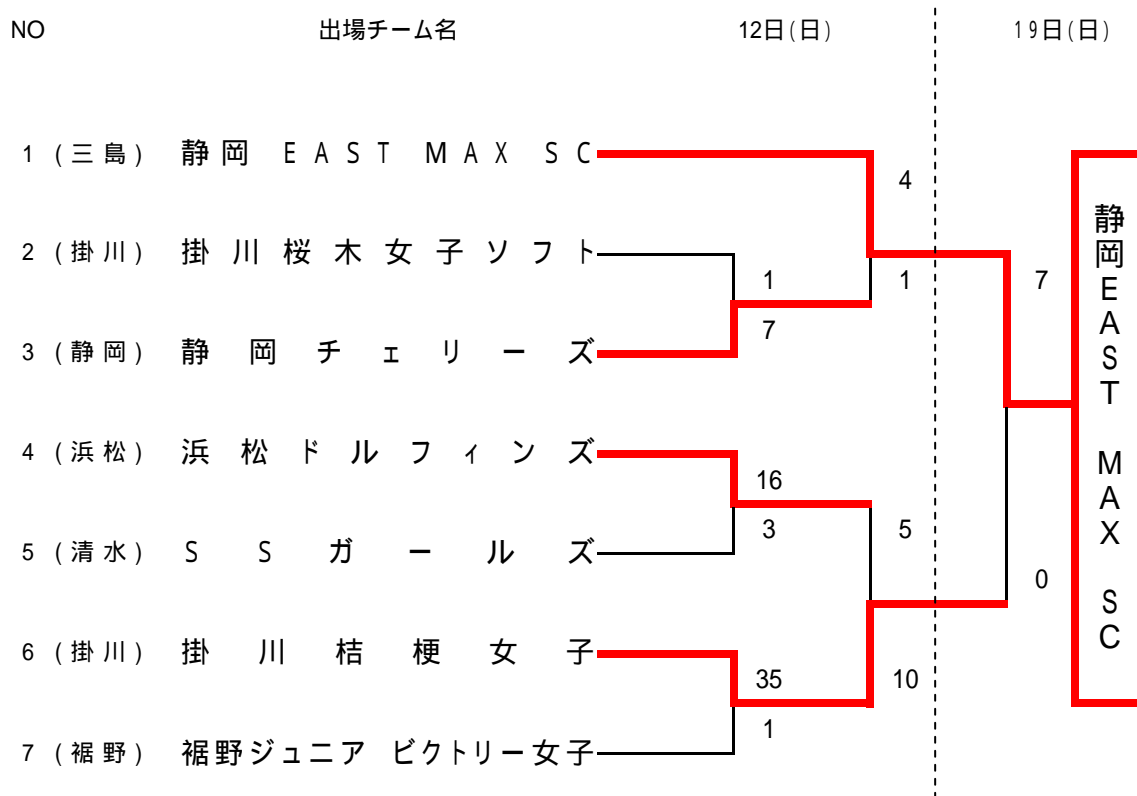 NO 出場チーム名 12日(日) 19日(日)
1 (三島) 静岡 EAST MAX SC
4
2 (掛川) 掛川桜木女子ソフト
1
1
7
7
3 (静岡) 静岡チェリーズ
4 (浜松) 浜松ドルフィンズ
16
3
5
5 (清水) SSガールズ
0
6 (掛川) 掛川桔梗女子
35
10
1
7 (裾野) 裾野ジュニア ビクトリー女子
静岡EAST MAX SC